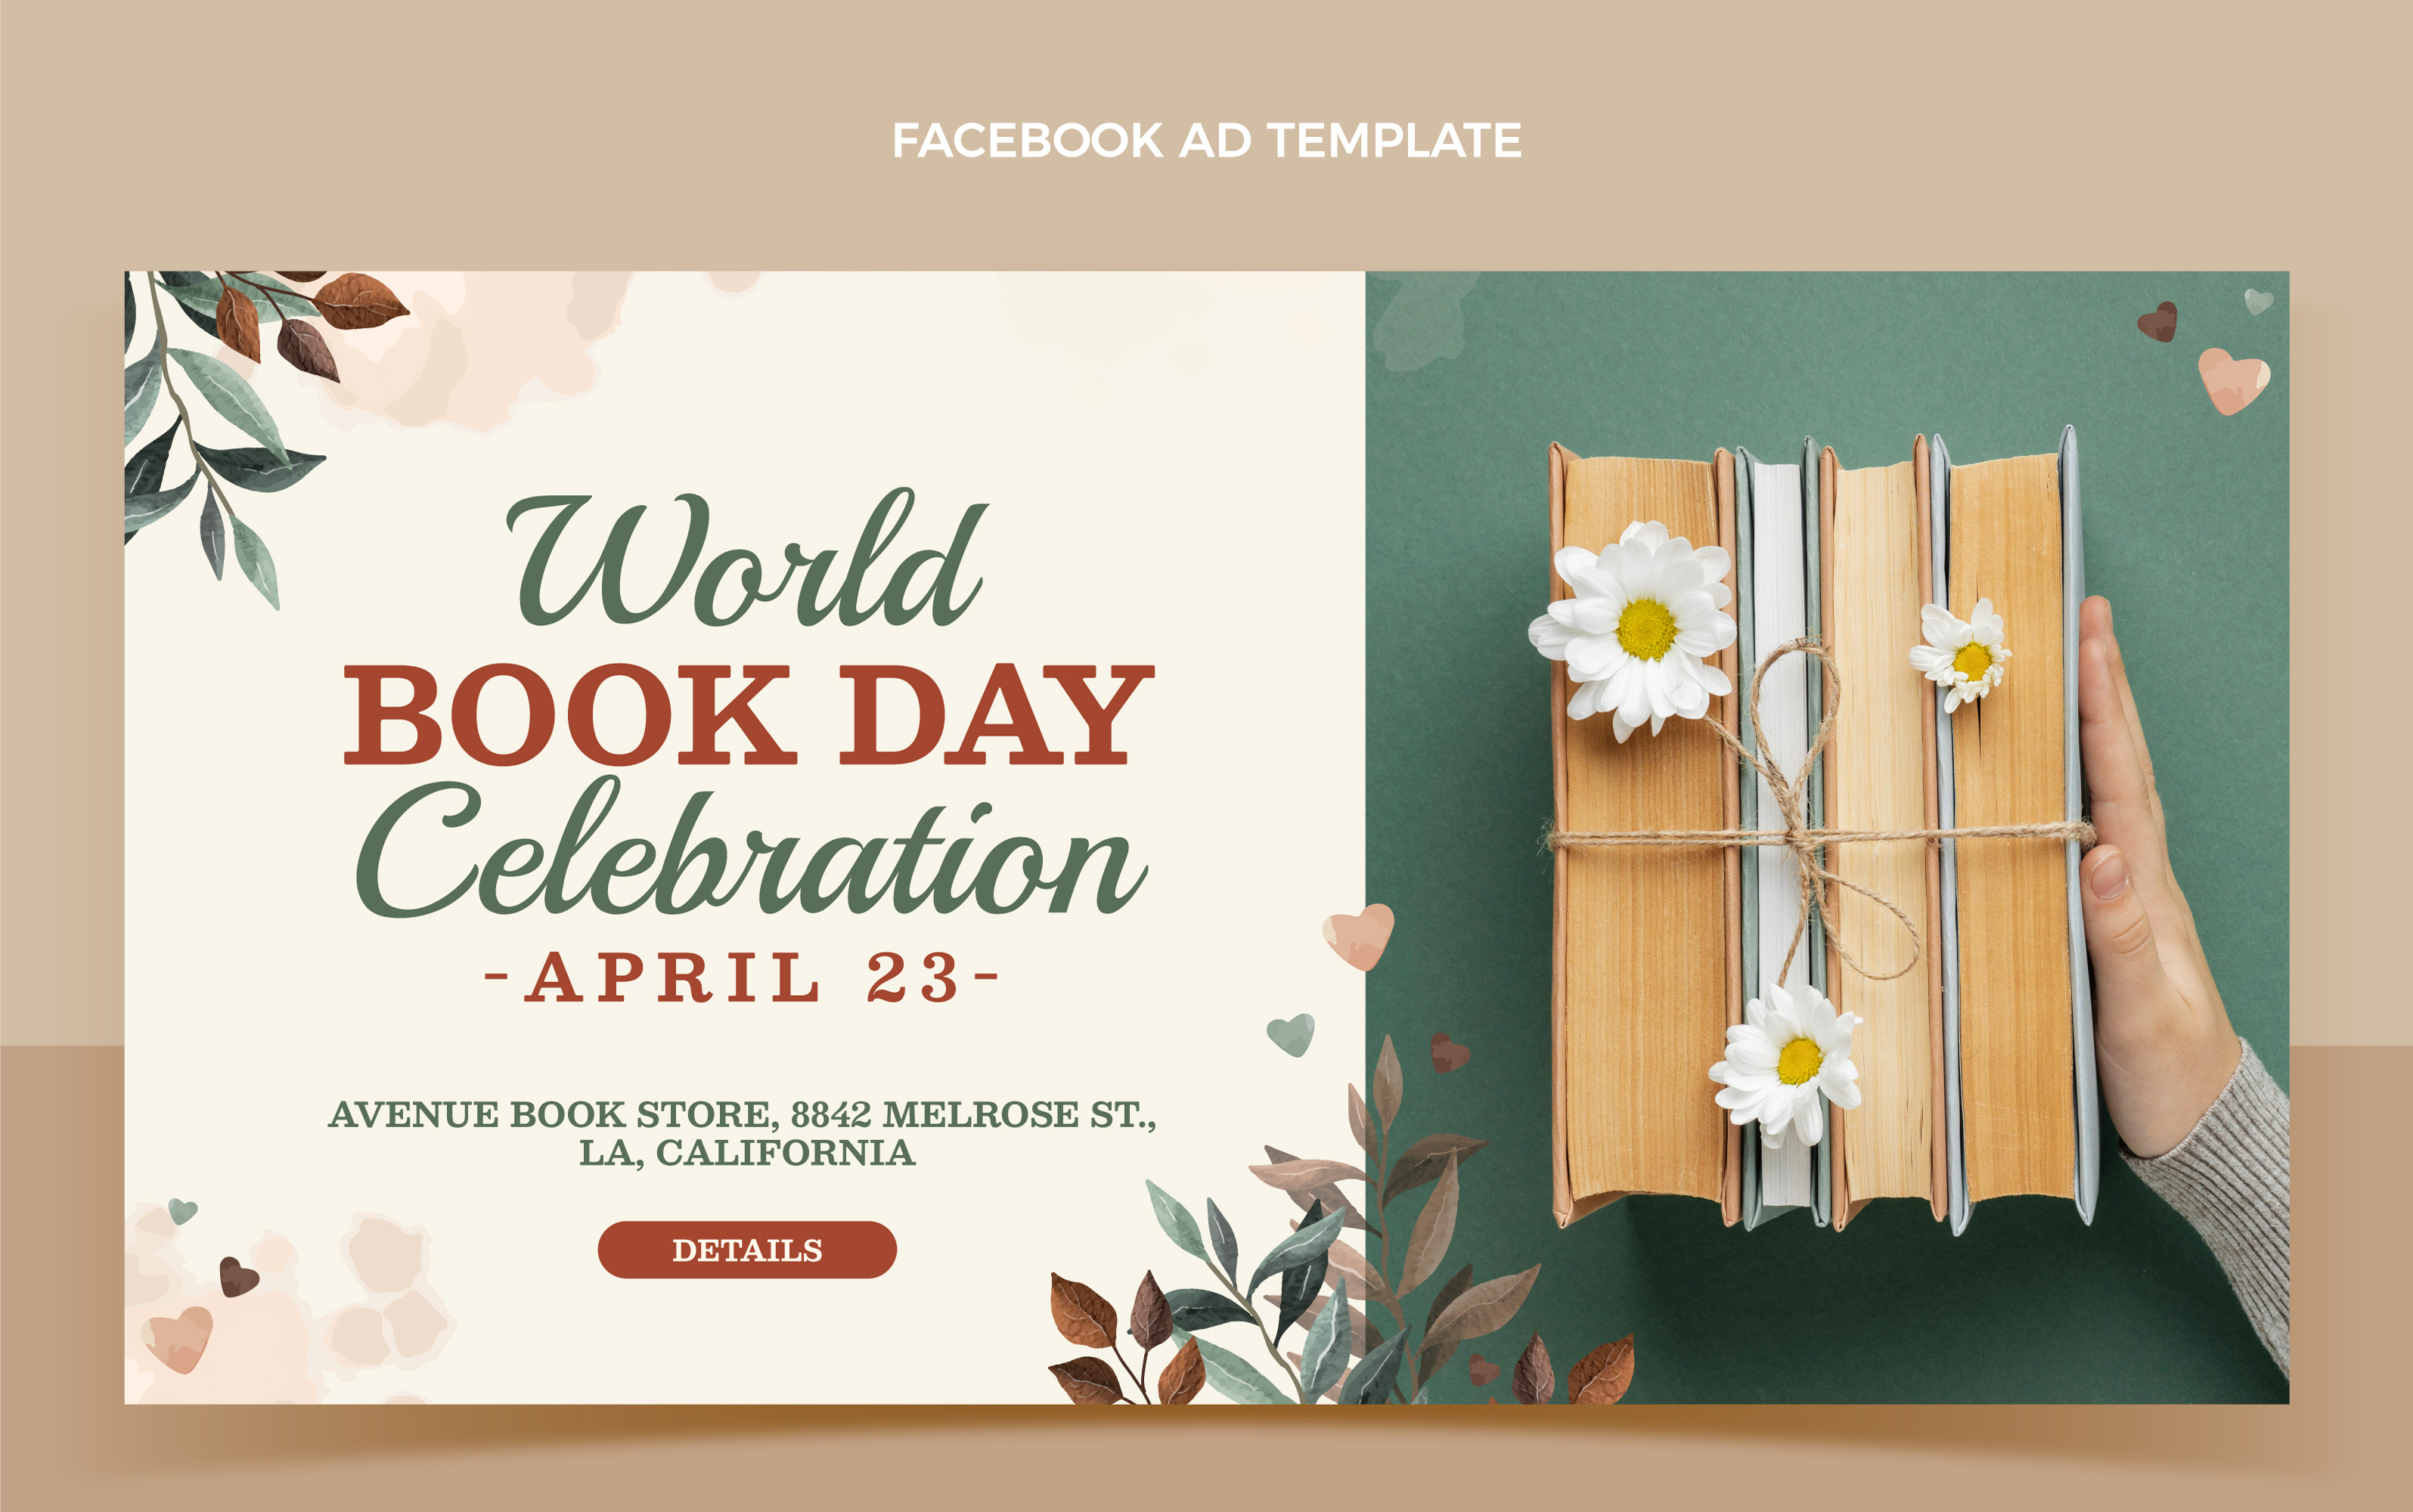 FACEBOOK AD TEMPLATE
World
BOOK DAY
Celebration
-APRIL 23-
AVENUE BOOK STORE, 8842 MELROSE ST.,
LA, CALIFORNIA
DETAILS